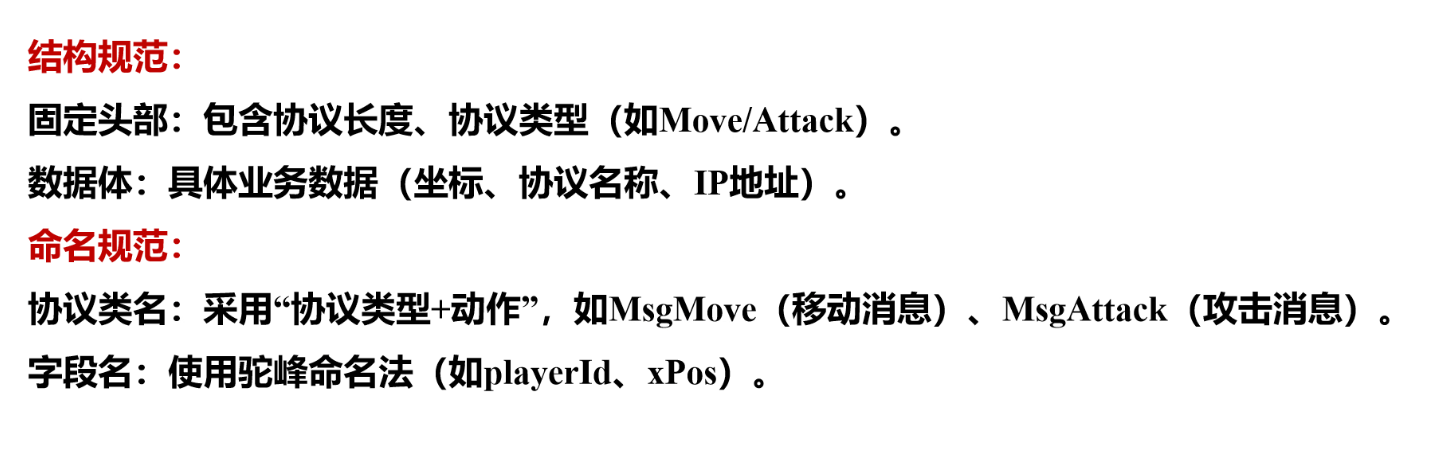 结构规范：
固定头部：包含协议长度、协议类型（如Move/Attack）。
数据体：具体业务数据（坐标、协议名称、IP地址）。
命名规范：
协议类名：采用“协议类型+动作”，如MsgMove（移动消息）、MsgAttack（攻击消息）。
字段名：使用驼峰命名法（如playerId、xPos）。